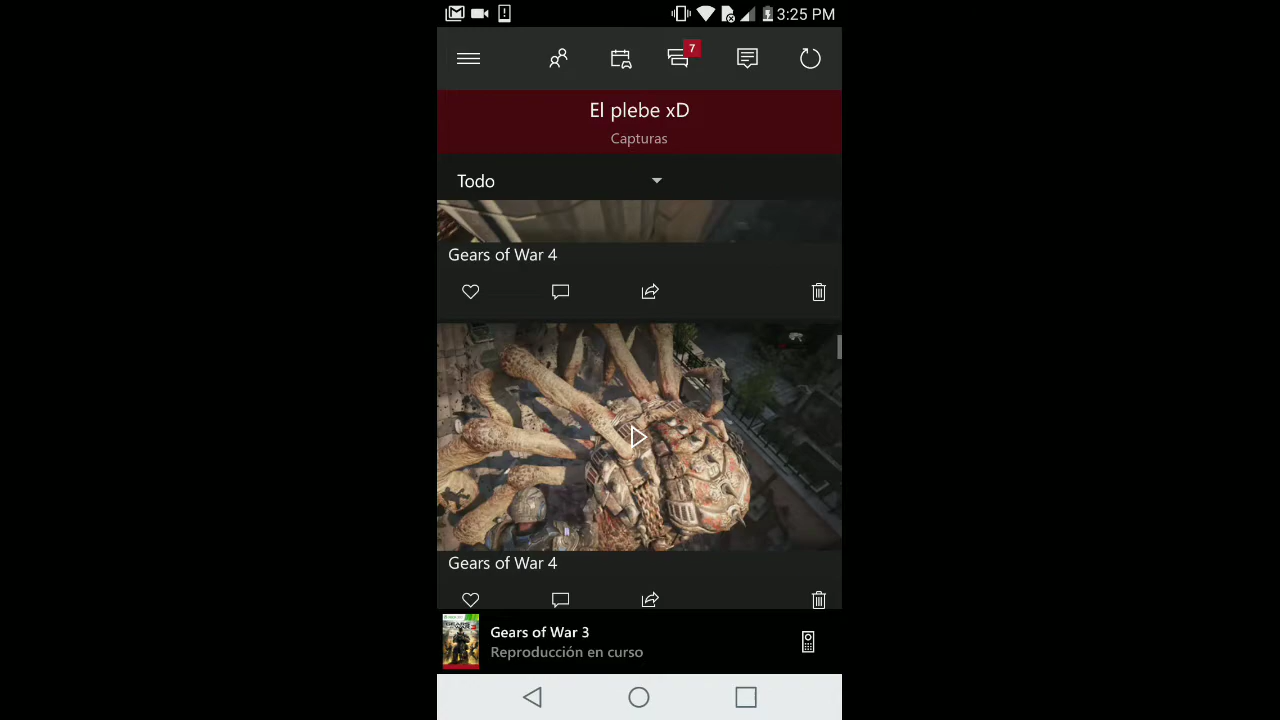 3:25 PM
7
El plebe xD
Capturas
Todo
Gears of War 4
Gears of War 4
Gears of War 3
Reproducción en curso